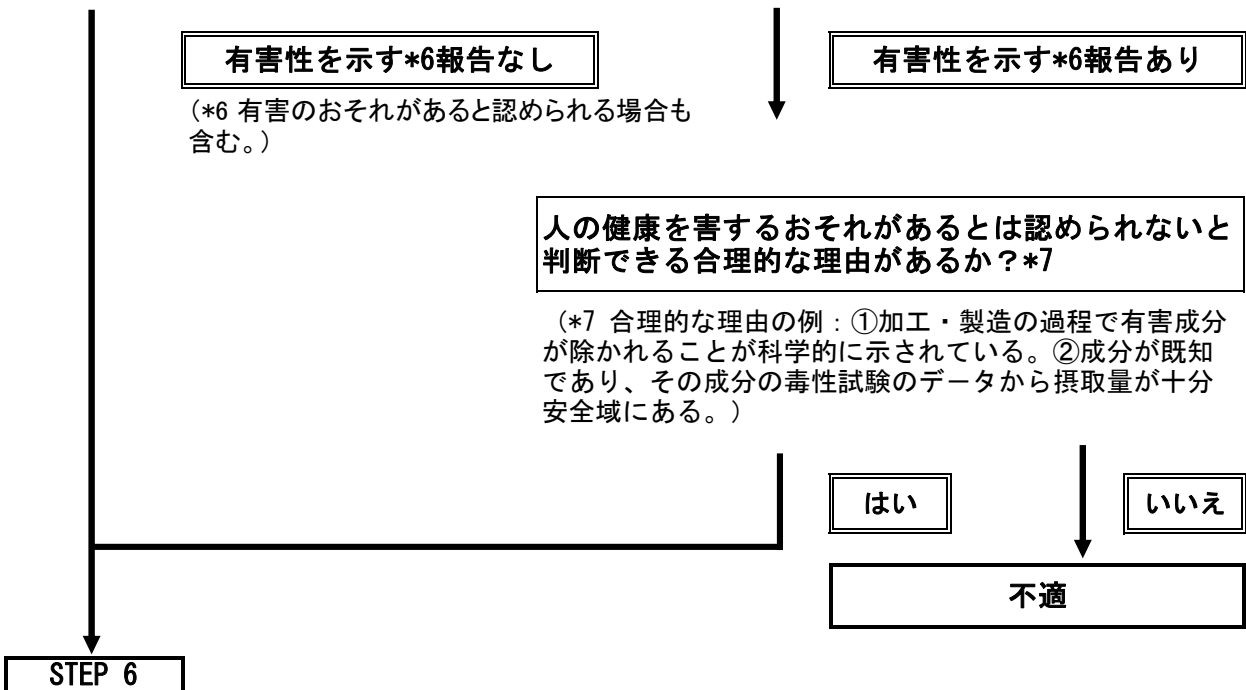 有害性を示す*6報告なし
有害性を示す*6報告あり
(*6 有害のおそれがあると認められる場合も
含む。)
人の健康を害するおそれがあるとは認められないと
判断できる合理的な理由があるか?*7
(*7 合理的な理由の例:①加工・製造の過程で有害成分
が除かれることが科学的に示されている。②成分が既知
であり、その成分の毒性試験のデータから摂取量が十分
安全域にある。)
はい
いいえ
不適
STEP 6